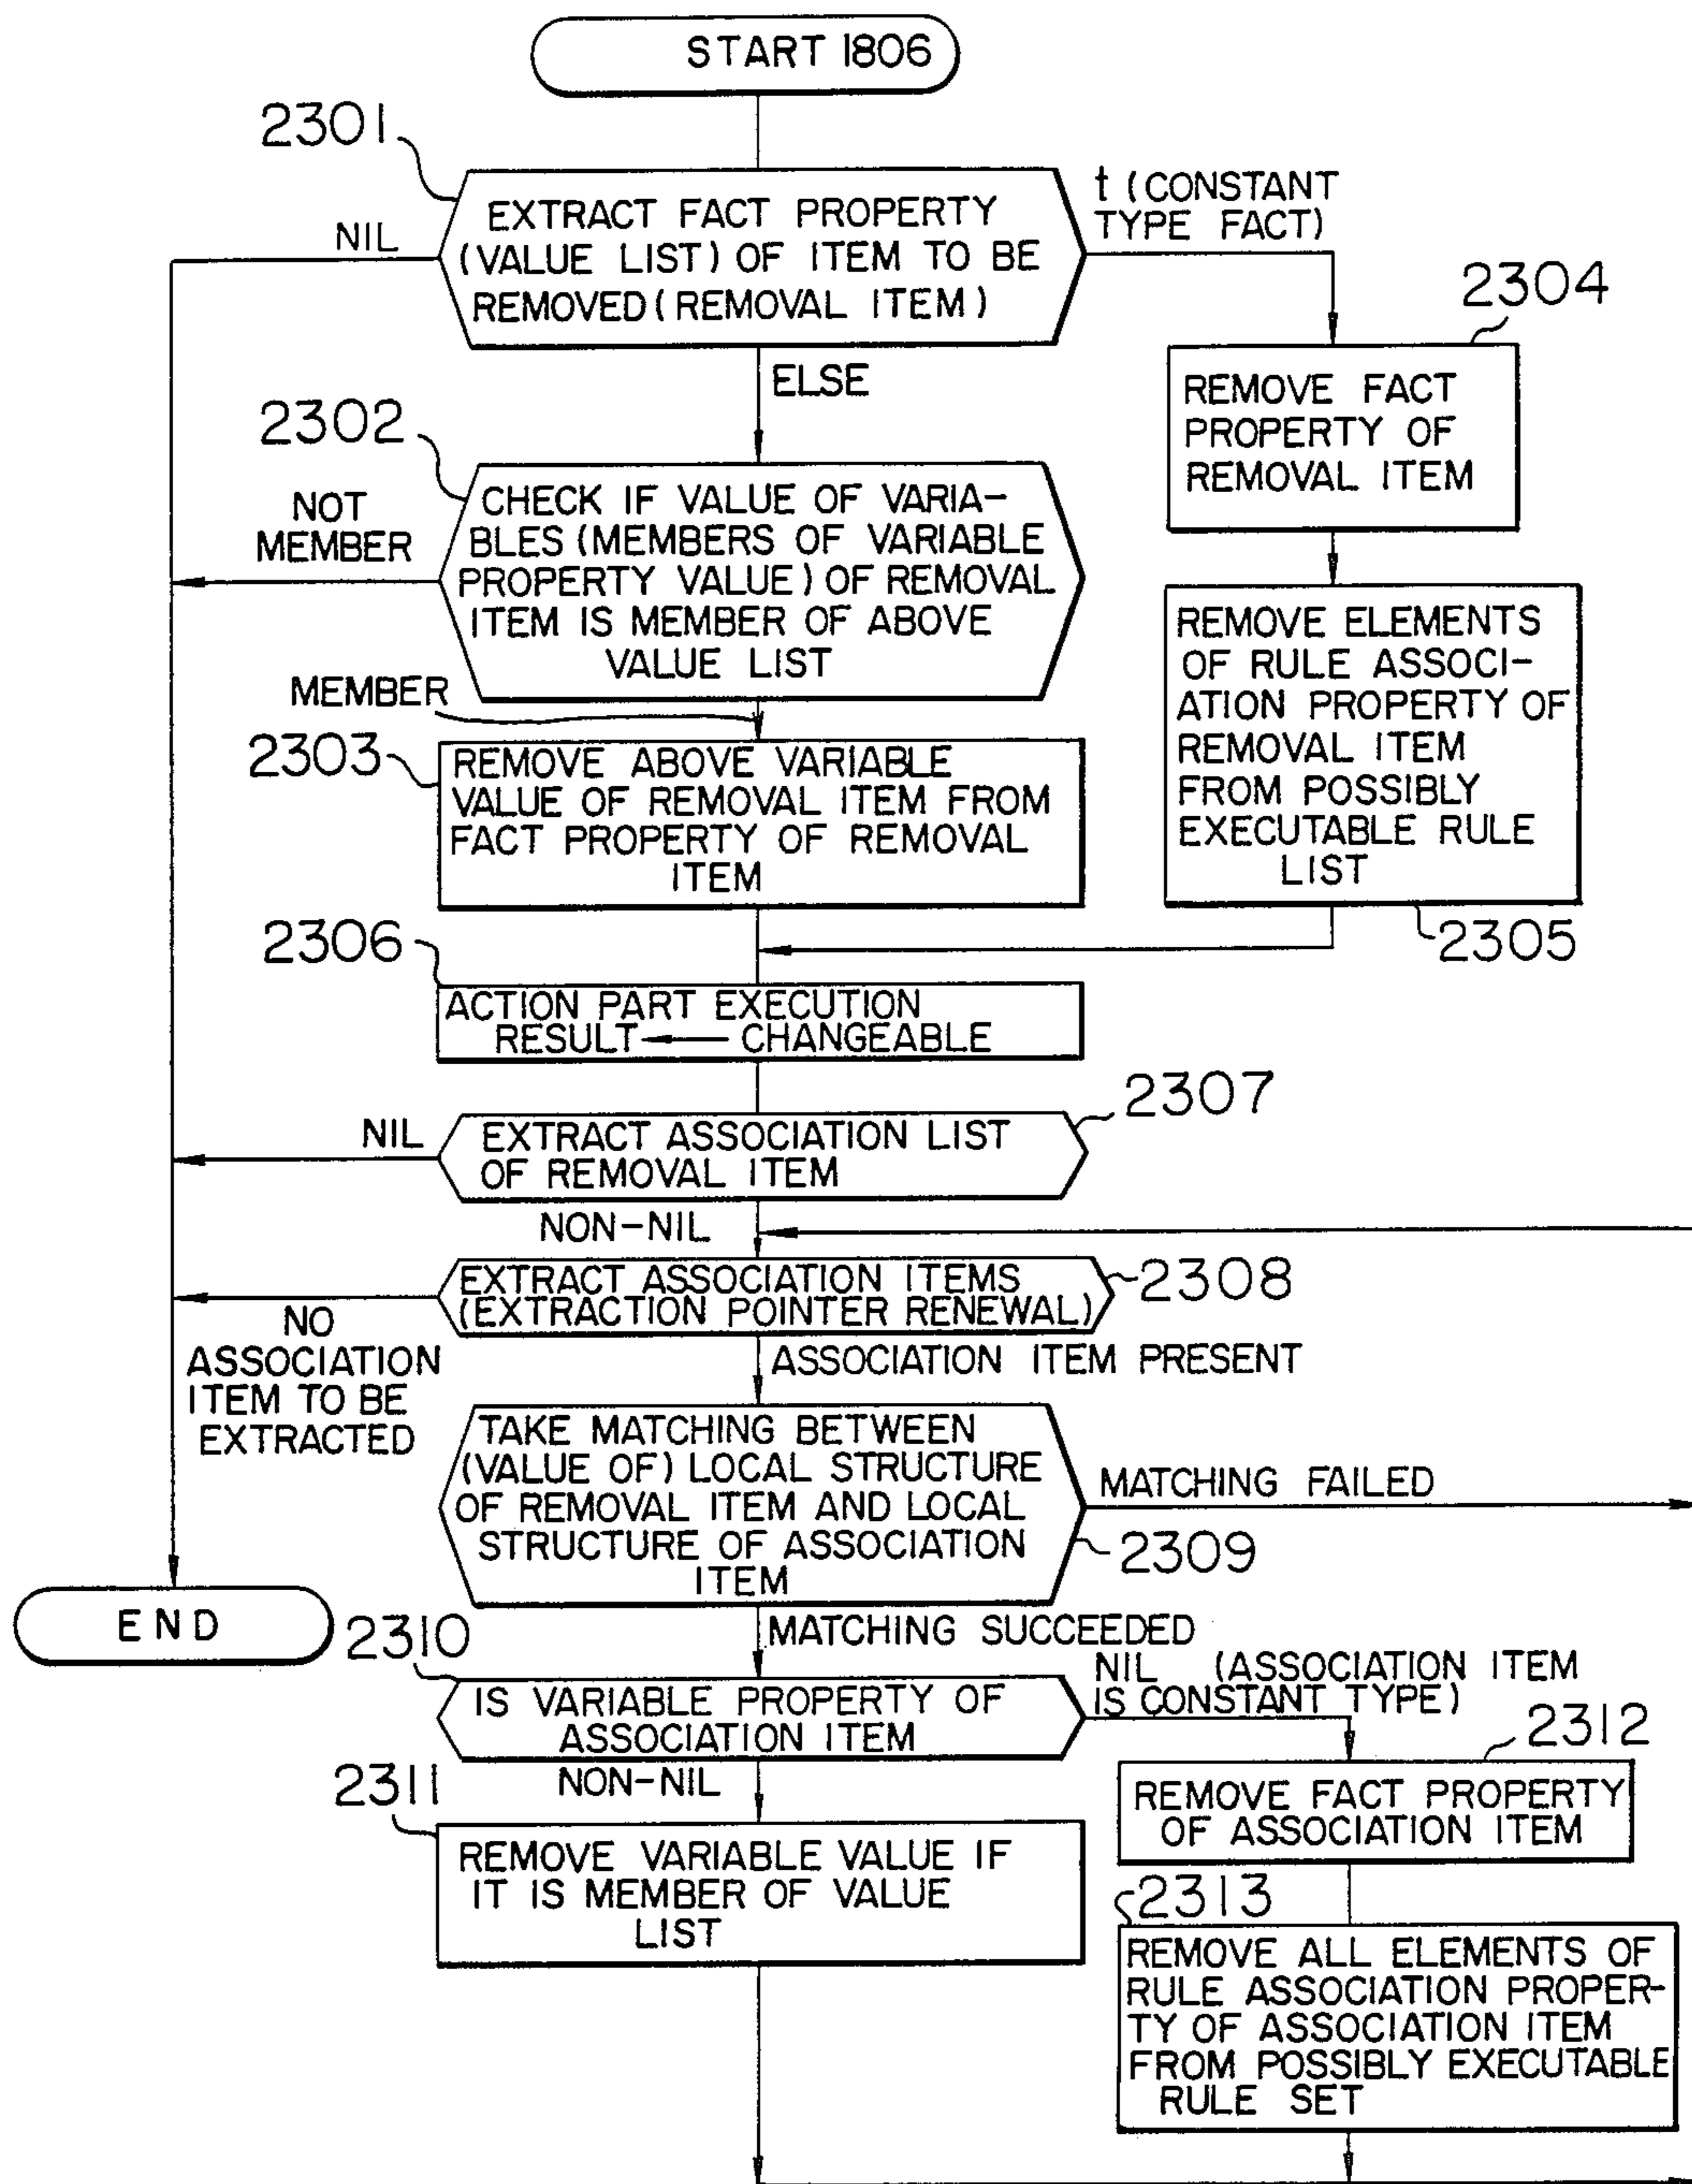 START 1806
2301
EXTRACT FACT PROPERTY
(VALUE LIST) OF ITEM TO BE
REMOVED (REMOVAL ITEM)
NIL
t (CONSTANT
TYPE FACT)
ELSE
2304
REMOVE FACT
PROPERTY OF
REMOVAL ITEM
2302
CHECK IF VALUE OF VARIA-
BLES (MEMBERS OF VARIABLE
PROPERTY VALUE) OF REMOVAL
ITEM IS MEMBER OF ABOVE
VALUE LIST
NOT
MEMBER
MEMBER
REMOVE ELEMENTS
OF RULE ASSOCI-
ATION PROPERTY OF
REMOVAL ITEM
FROM POSSIBLY
EXECUTABLE RULE
LIST
2305
2303
REMOVE ABOVE VARIABLE
VALUE OF REMOVAL ITEM FROM
FACT PROPERTY OF REMOVAL
ITEM
2306
ACTION PART EXECUTION
RESULT ← CHANGEABLE
2307
EXTRACT ASSOCIATION LIST
OF REMOVAL ITEM
NIL
NON-NIL
EXTRACT ASSOCIATION ITEMS
(EXTRACTION POINTER RENEWAL)
2308
NO
ASSOCIATION
ITEM TO BE
EXTRACTED
ASSOCIATION ITEM PRESENT
TAKE MATCHING BETWEEN
(VALUE OF) LOCAL STRUCTURE
OF REMOVAL ITEM AND LOCAL
STRUCTURE OF ASSOCIATION
ITEM
MATCHING FAILED
2309
END
2310
MATCHING SUCCEEDED
IS VARIABLE PROPERTY OF
ASSOCIATION ITEM
NIL (ASSOCIATION ITEM
IS CONSTANT TYPE)
2312
REMOVE FACT PROPERTY
OF ASSOCIATION ITEM
NON-NIL
2311
REMOVE VARIABLE VALUE IF
IT IS MEMBER OF VALUE
LIST
2313
REMOVE ALL ELEMENTS OF
RULE ASSOCIATION PROPER-
TY OF ASSOCIATION ITEM
FROM POSSIBLY EXECUTABLE
RULE SET